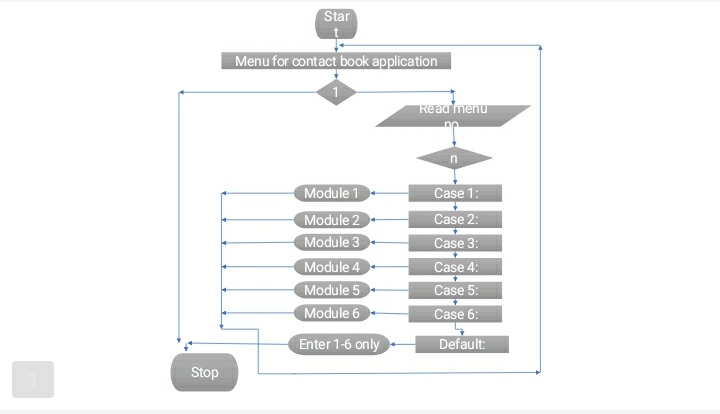 Star
t
Menu for contact book application
1
Read menu
no
n
Module 1
Case 1:
Module 2
Case 2:
Module 3
Case 3:
Module 4
Case 4:
Module 5
Case 5:
Module 6
Case 6:
Enter 1-6 only
Default:
Stop
1